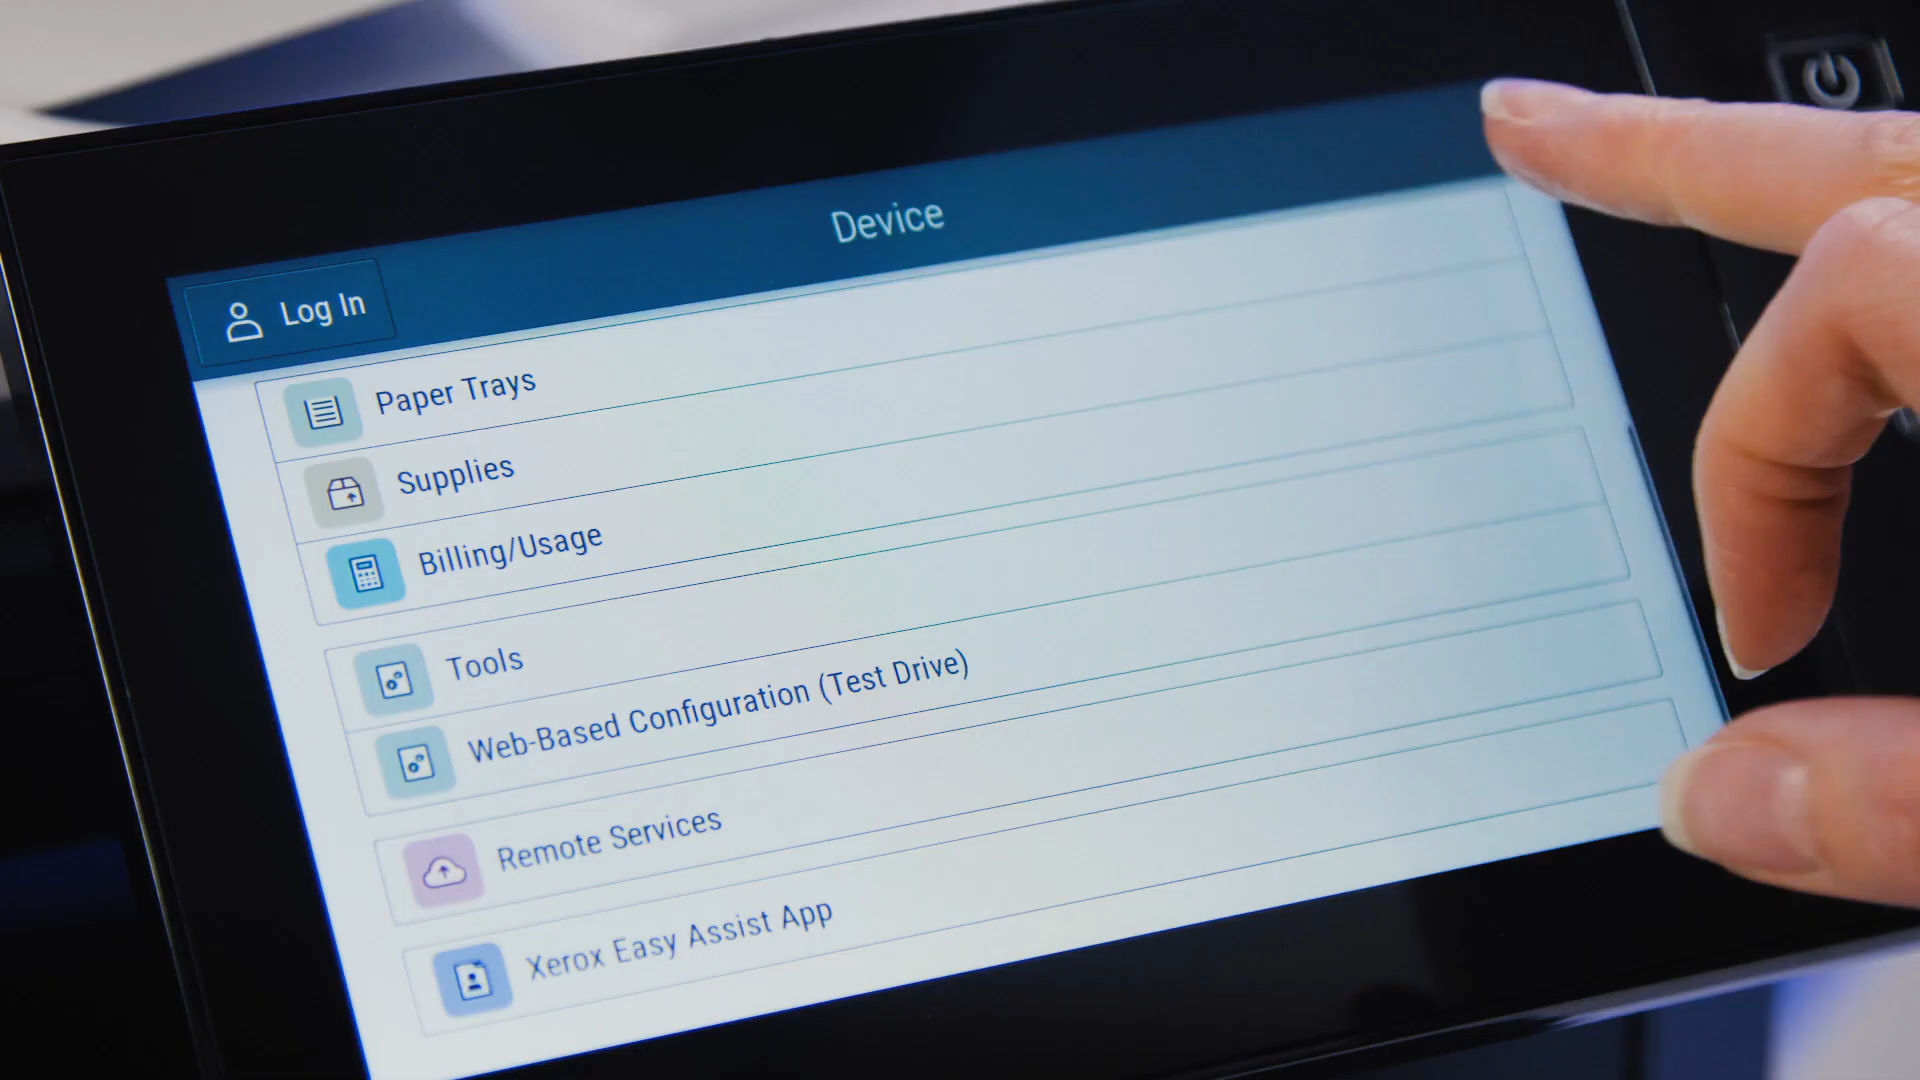 Device
Log In
Paper Trays
Supplies
Billing/Usage
Tools
Web-Based Configuration (Test Drive)
Remote Services
Xerox Easy Assist App